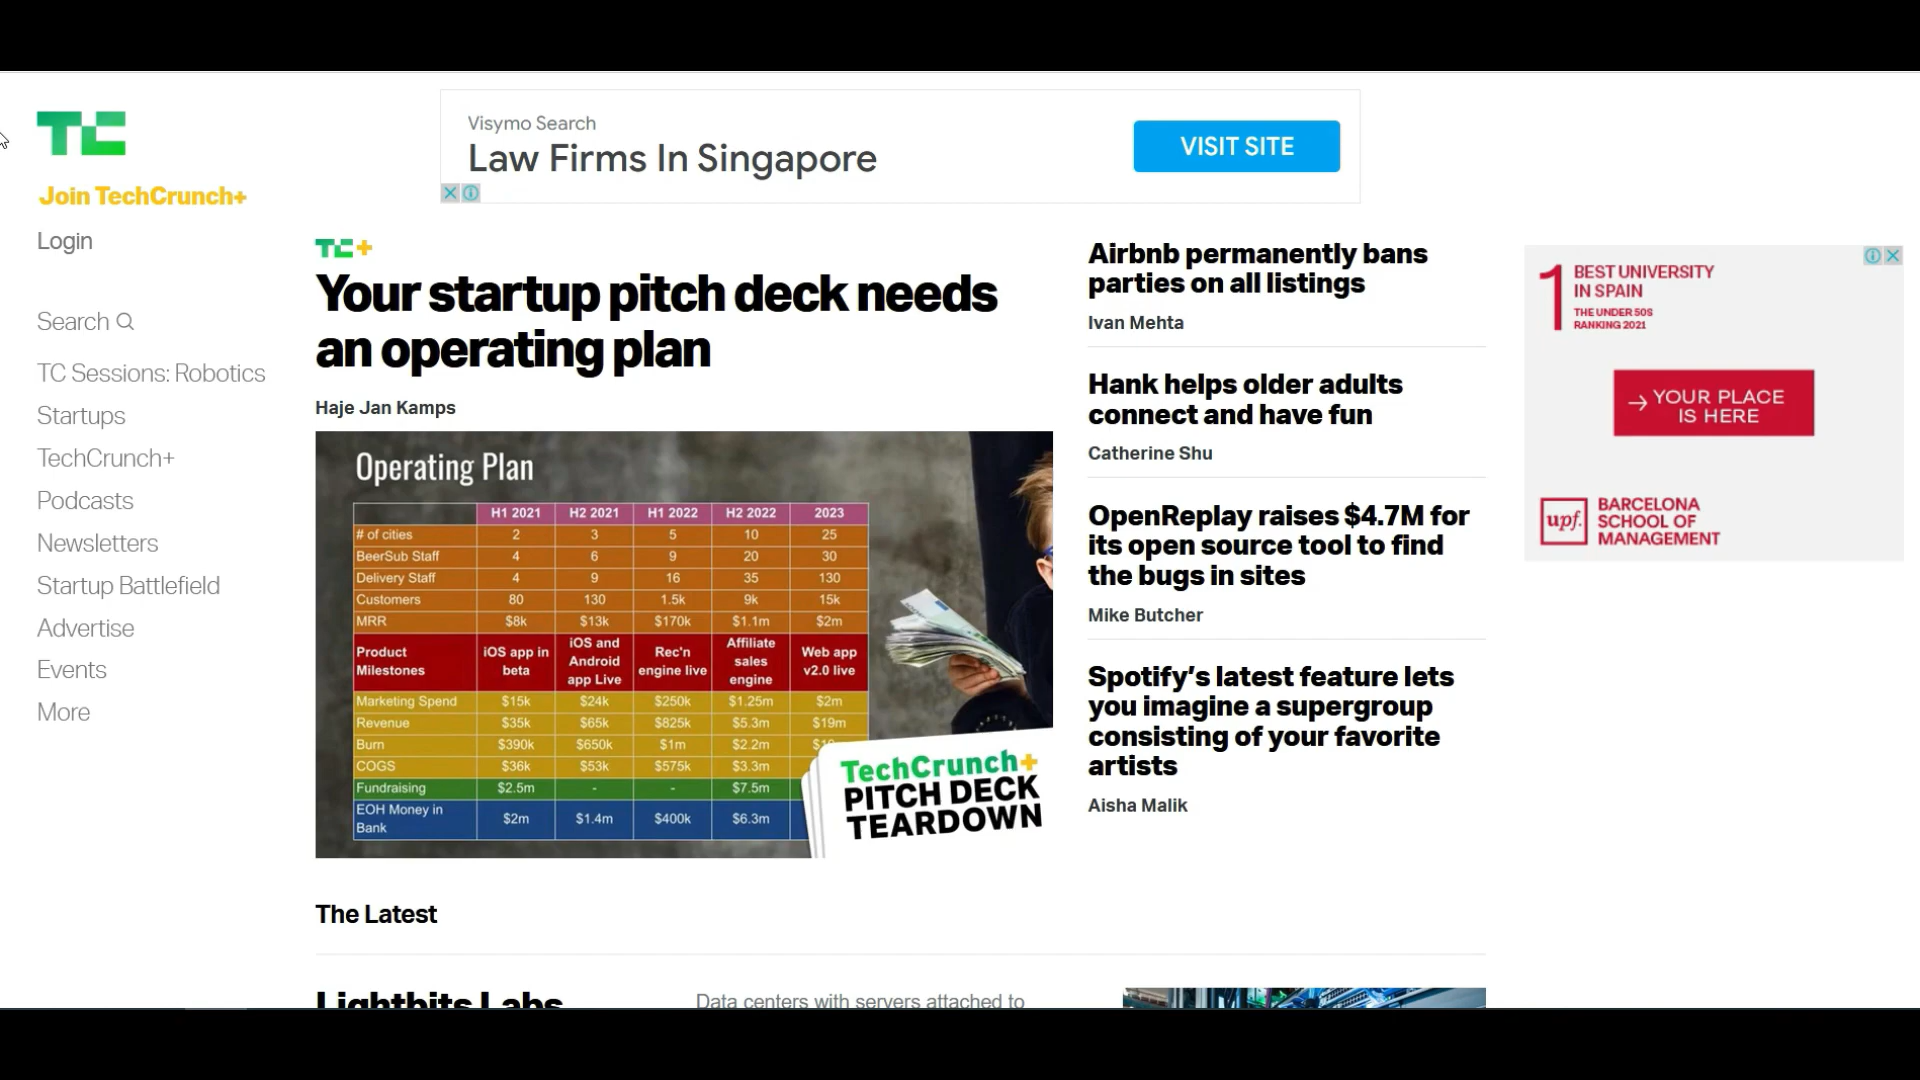 TC
Join TechCrunch+
Login
Search
TC Sessions: Robotics
Startups
TechCrunch+
Podcasts
Newsletters
Startup Battlefield
Advertise
Events
More
Visymo Search
Law Firms In Singapore
VISIT SITE
TC+
Your startup pitch deck needs
an operating plan
Haje Jan Kamps
Operating Plan
H1 2021 H2 2021 H1 2022 H2 2022 2023
# of cities 2 3 5 10 25
BeerSub Staff 4 6 9 20 30
Delivery Staff 4 9 16 35 130
Customers 80 130 1.5k 9k 15k
MRR $8k $13k $170k $1.1m $2m
Product Milestones iOS app in beta iOS and Android app Live Rec'n engine live Affiliate sales engine Web app v2.0 live
Marketing Spend $15k $24k $250k $1.25m $2m
Revenue $35k $65k $825k $5.3m $19m
Burn $390k $650k $1m $2.2m
COGS $36k $53k $575k $3.3m
Fundraising $2.5m - - $7.5m
EOH Money in Bank $2m $1.4m $400k $6.3m
TechCrunch+
PITCH DECK
TEARDOWN
Airbnb permanently bans
parties on all listings
Ivan Mehta
Hank helps older adults
connect and have fun
Catherine Shu
OpenReplay raises $4.7M for
its open source tool to find
the bugs in sites
Mike Butcher
Spotify’s latest feature lets
you imagine a supergroup
consisting of your favorite
artists
Aisha Malik
1 BEST UNIVERSITY
IN SPAIN
THE UNDER 50S
RANKING 2021
→ YOUR PLACE
IS HERE
upf.
BARCELONA
SCHOOL OF
MANAGEMENT
The Latest
Lightbits Labs
Data centers with servers attached to